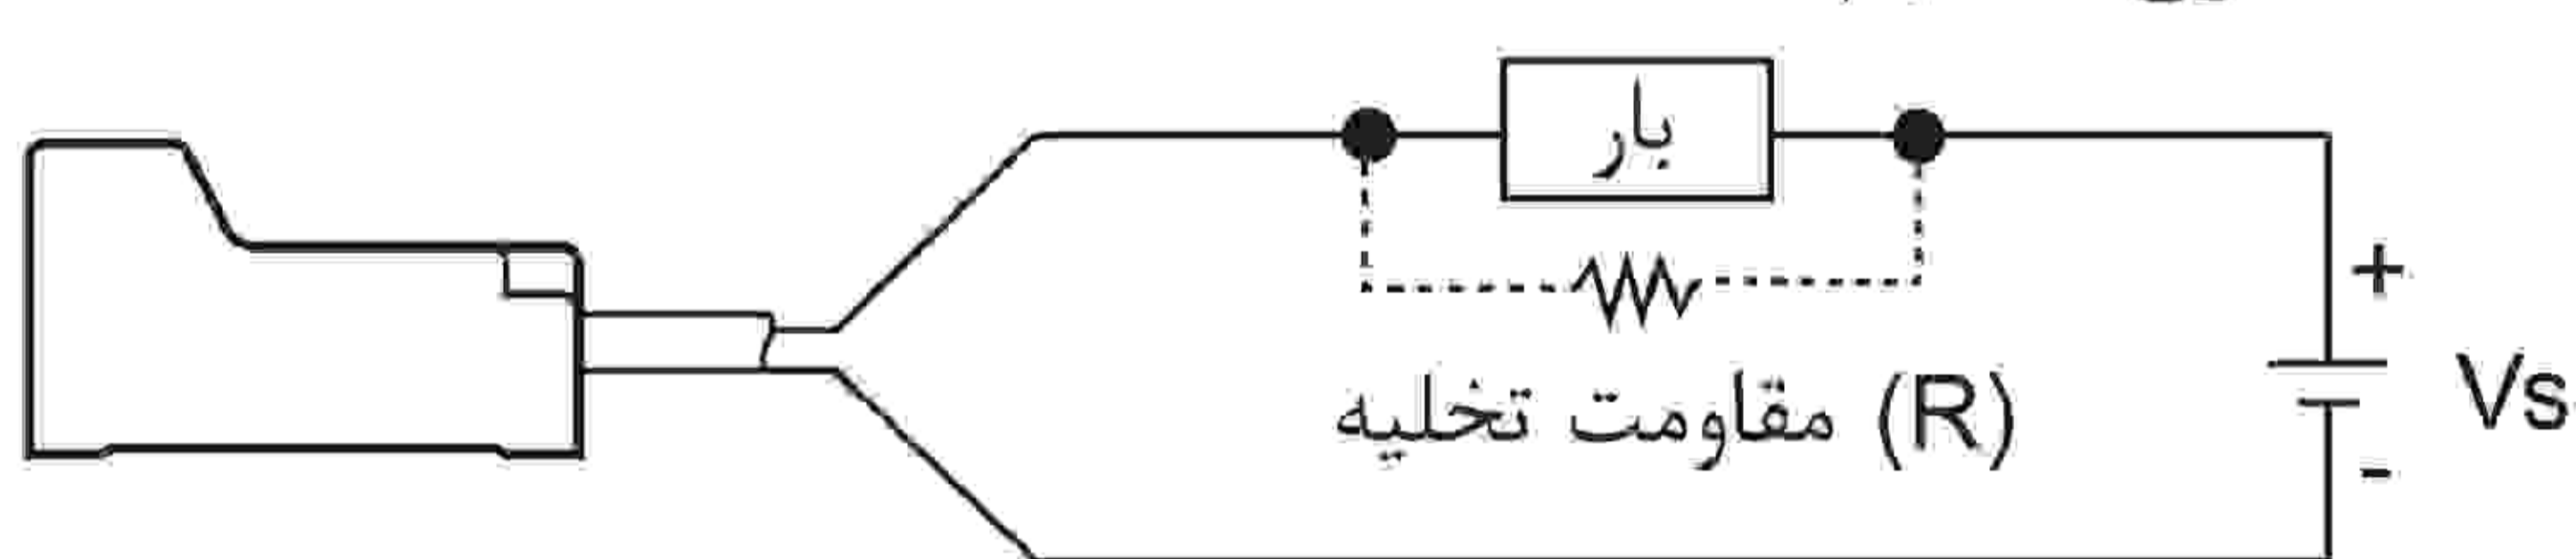 بار
+
Vs
مقاومت تخلیه (R)
-